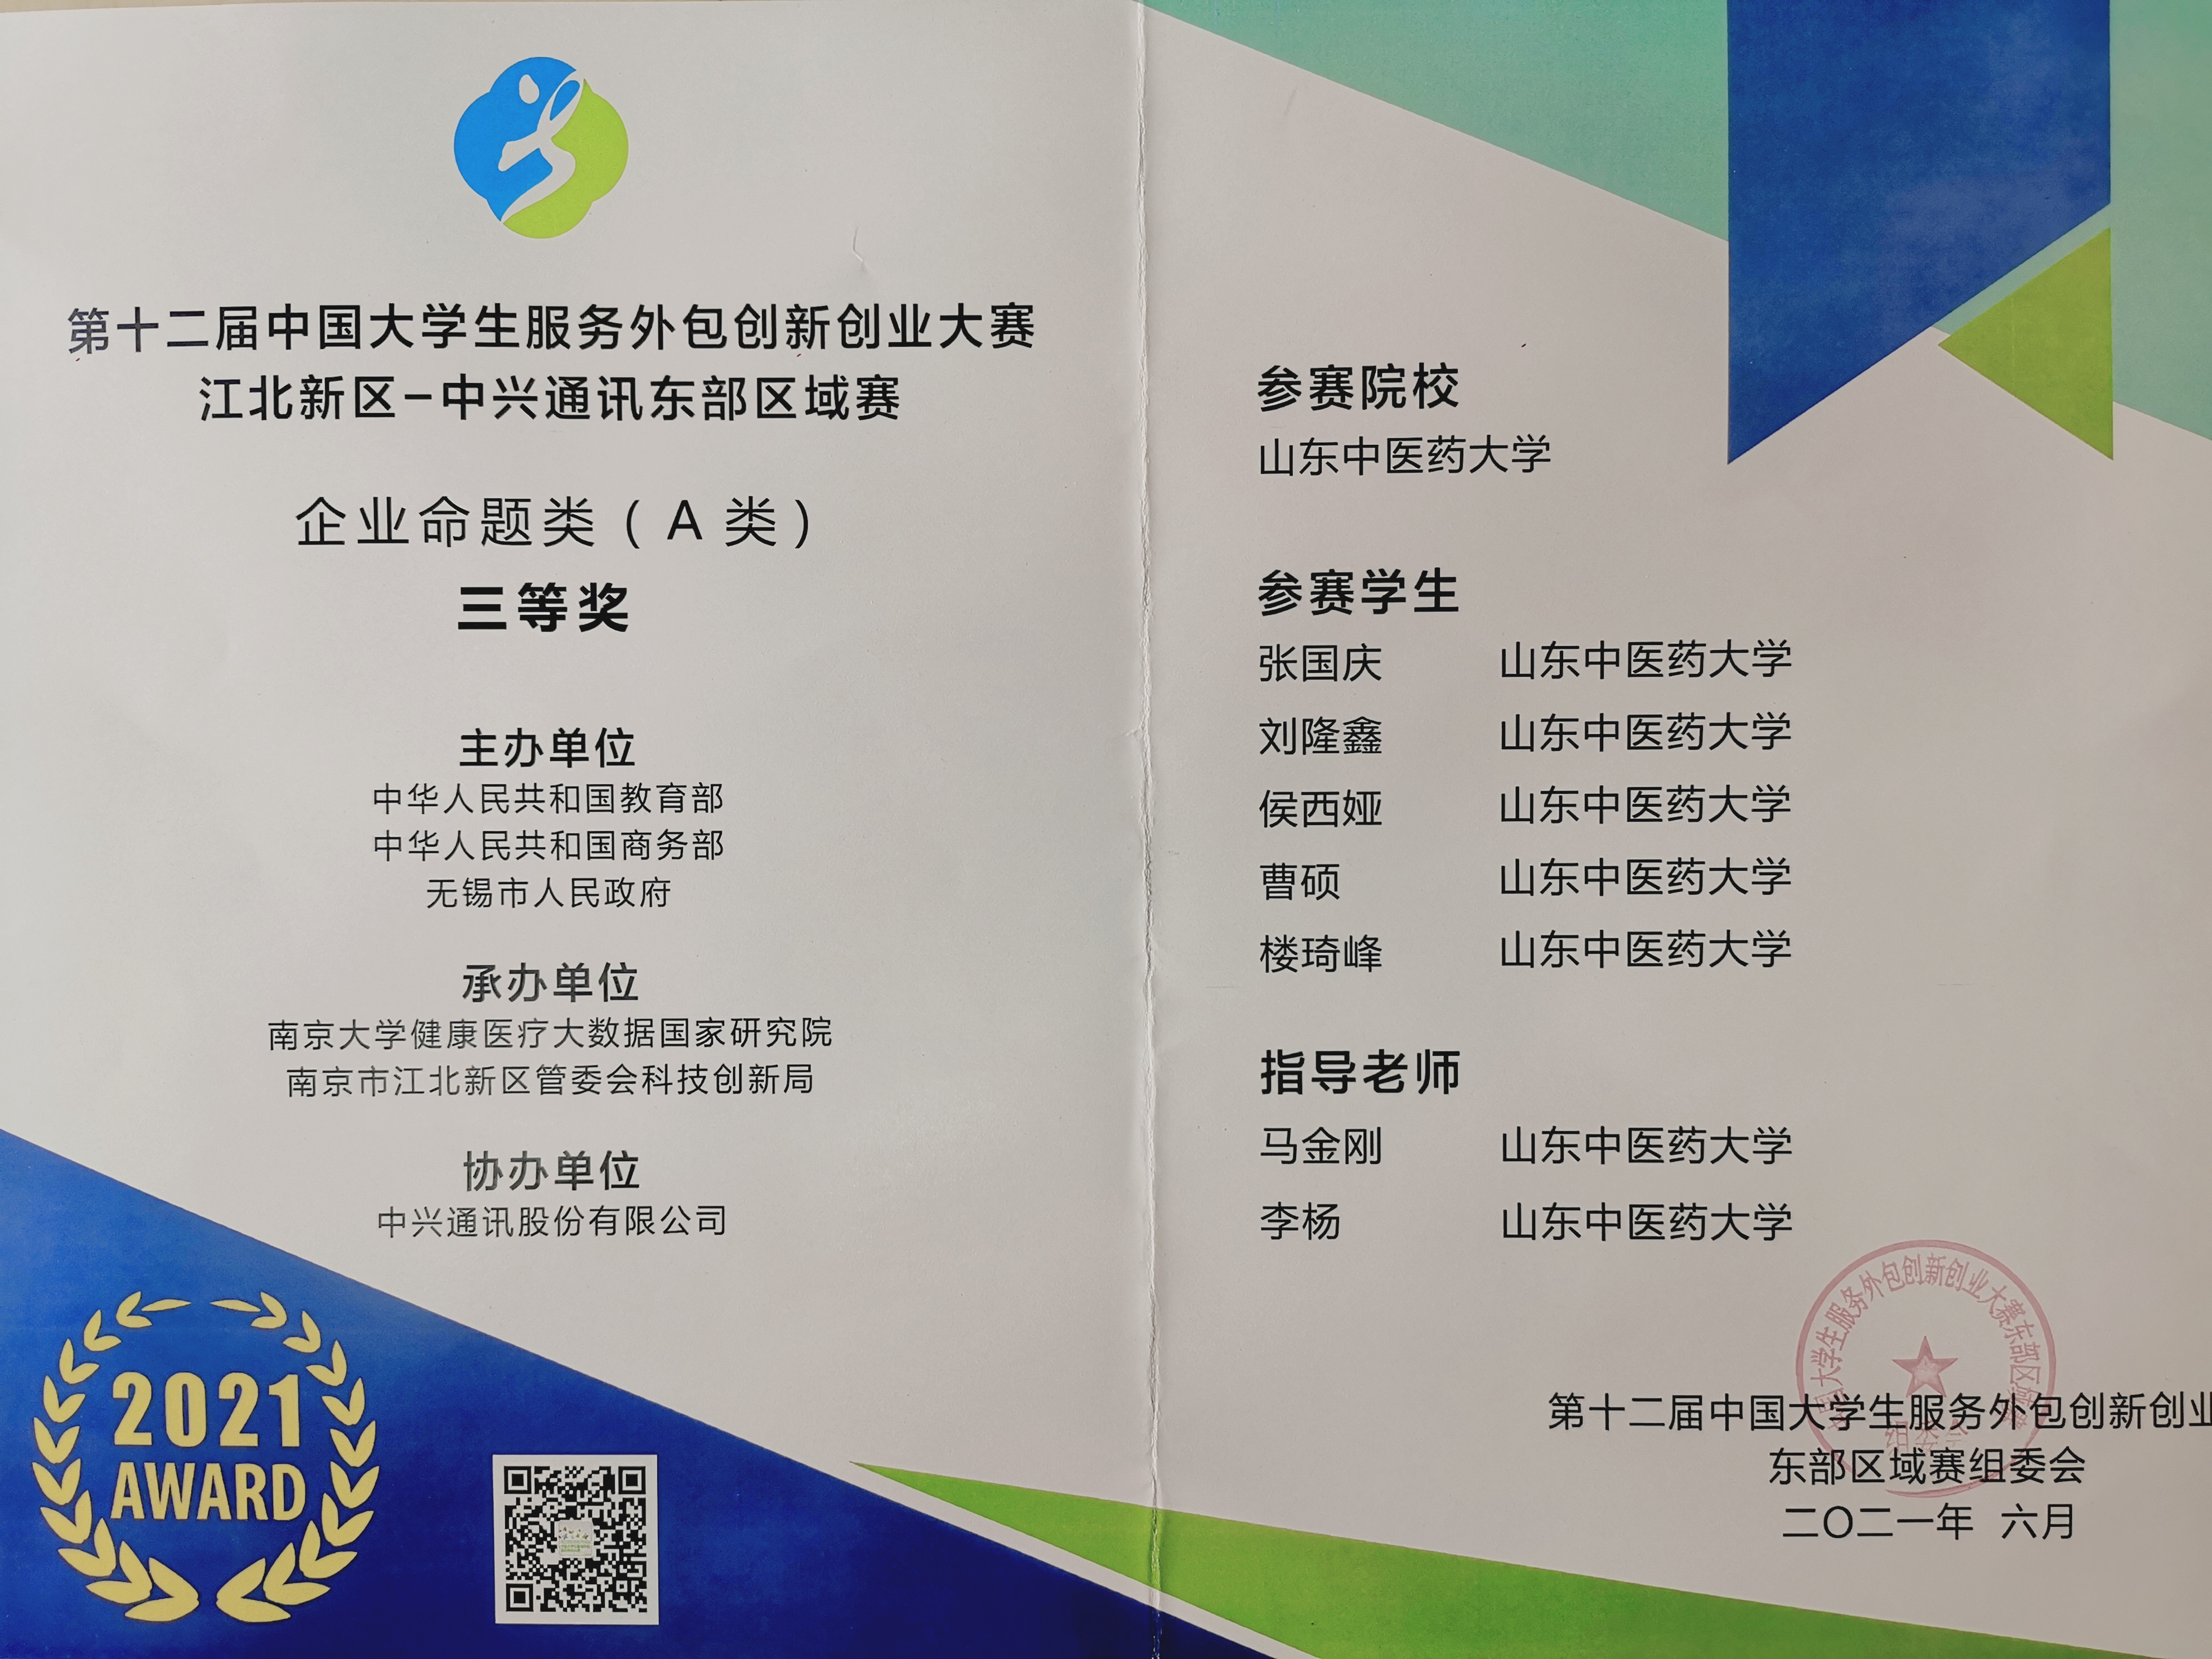 第十二届中国大学生服务外包创新创业大赛
江北新区-中兴通讯东部区域赛
企业命题类(A 类)
三等奖
主办单位
中华人民共和国教育部
中华人民共和国商务部
无锡市人民政府
承办单位
南京大学健康医疗大数据国家研究院
南京市江北新区管委会科技创新局
协办单位
中兴通讯股份有限公司
2021
AWARD
参赛院校
山东中医药大学
参赛学生
张国庆 山东中医药大学
刘隆鑫 山东中医药大学
侯西娅 山东中医药大学
曹硕 山东中医药大学
楼琦峰 山东中医药大学
指导老师
马金刚 山东中医药大学
李杨 山东中医药大学
国大学生服务外包创新创业大赛东部区域赛
组委会
第十二届中国大学生服务外包创新创业
东部区域赛组委会
二〇二一年 六月